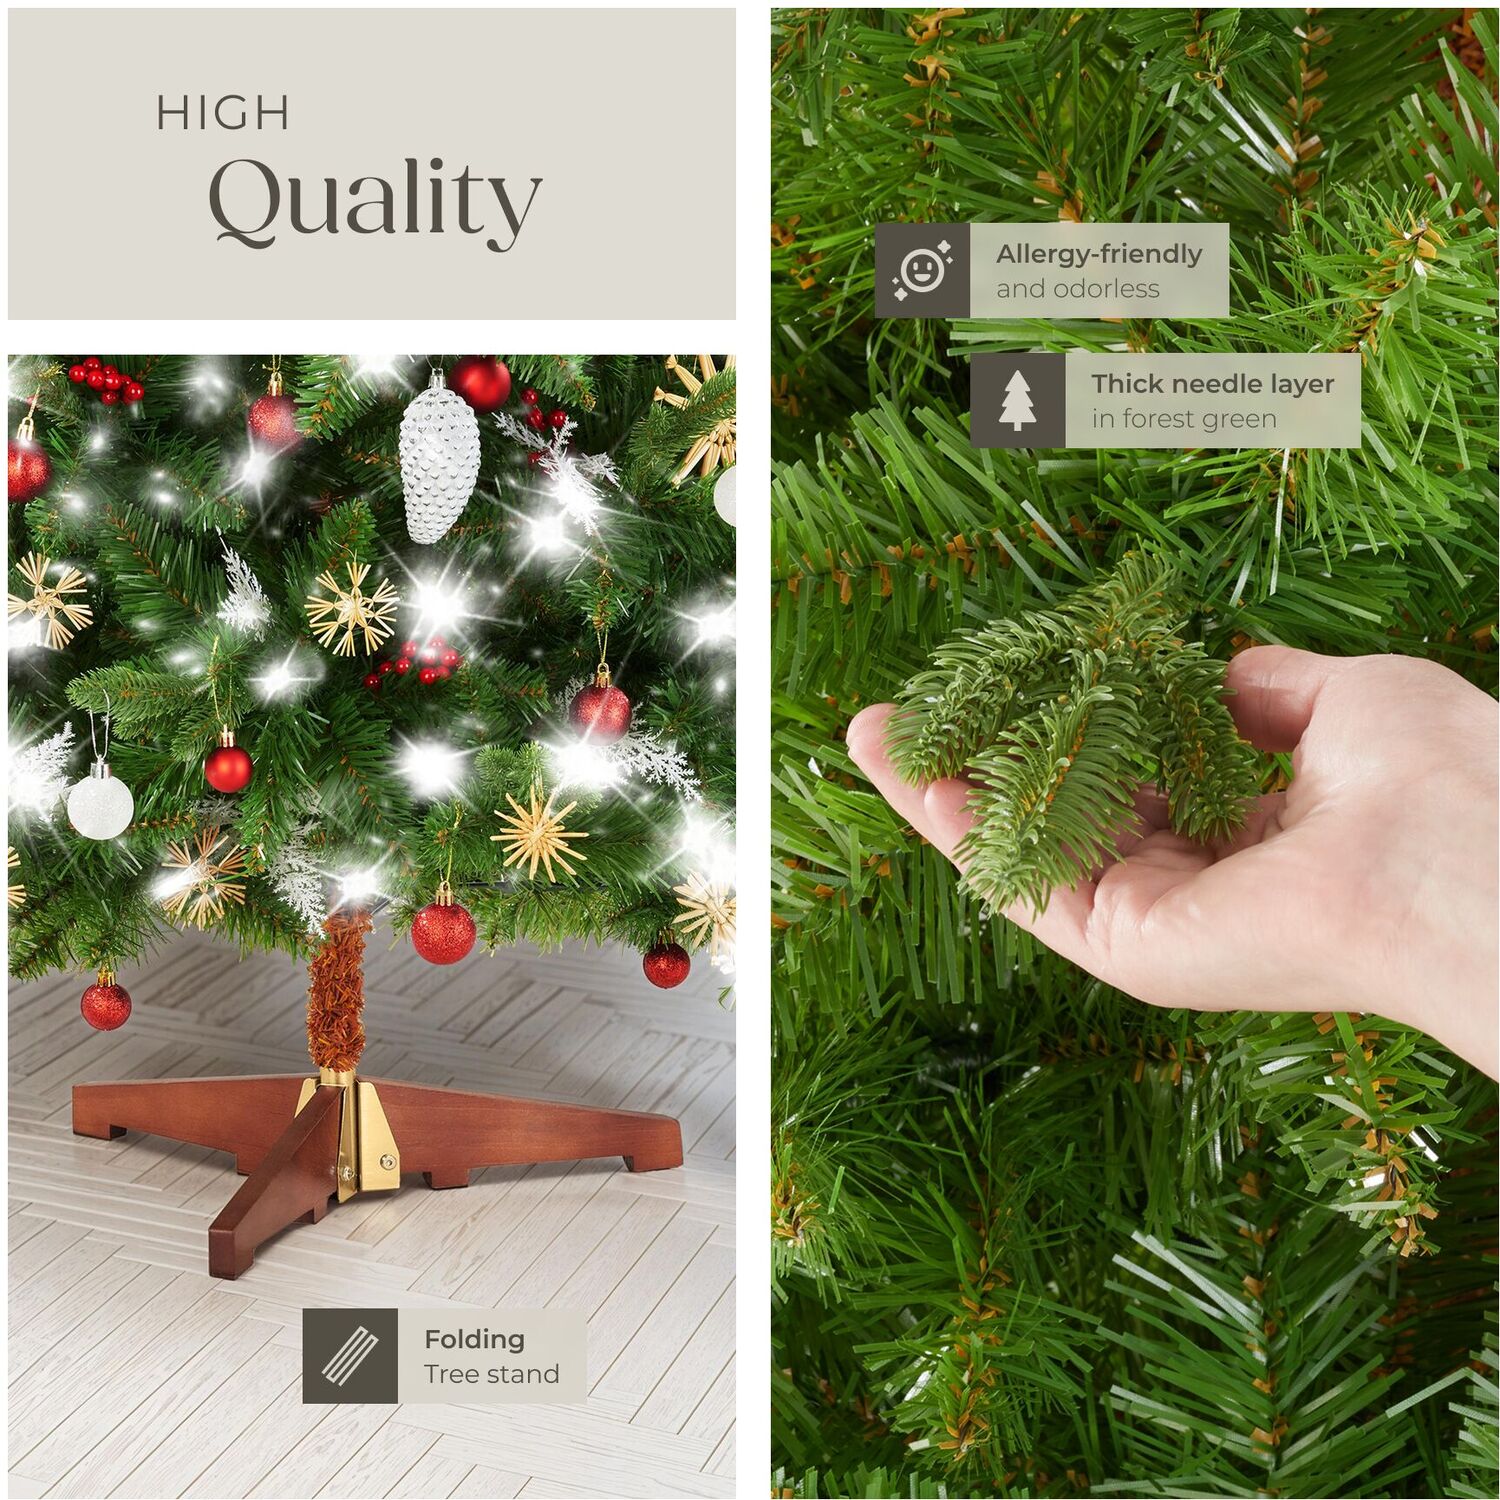 HIGH
Quality
Allergy-friendly
and odorless
Thick needle layer
in forest green
Folding
Tree stand